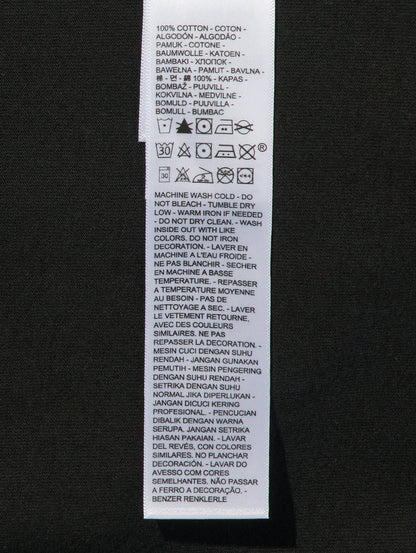 100% COTTON - COTON -
ALGODÓN - ALGODÃO -
PAMUK - COTONE -
BAUMWOLLE - KATOEN -
BAMBAKI - ХЛОПОК -
BAWEŁNA - PAMUT - BAVLNA -
棉 - 면 - 綿 100% - KAPAS -
BOMBAŽ - PUUVILL -
KOKVILNA - MEDVILNĖ -
BOMULD - PUUVILLA -
BOMULL - BUMBAC
30 ®
30
MACHINE WASH COLD - DO
NOT BLEACH - TUMBLE DRY
LOW - WARM IRON IF NEEDED
- DO NOT DRY CLEAN. - WASH
INSIDE OUT WITH LIKE
COLORS. DO NOT IRON
DECORATION. - LAVER EN
MACHINE A L'EAU FROIDE -
NE PAS BLANCHIR - SECHER
EN MACHINE A BASSE
TEMPERATURE. - REPASSER
A TEMPERATURE MOYENNE
AU BESOIN - PAS DE
NETTOYAGE A SEC. - LAVER
LE VETEMENT RETOURNE,
AVEC DES COULEURS
SIMILAIRES. NE PAS
REPASSER LA DECORATION. -
MESIN CUCI DENGAN SUHU
RENDAH - JANGAN GUNAKAN
PEMUTIH - MESIN PENGERING
DENGAN SUHU RENDAH -
SETRIKA DENGAN SUHU
NORMAL JIKA DIPERLUKAN -
JANGAN DICUCI KERING
PROFESIONAL. - PENCUCIAN
DIBALIK DENGAN WARNA
SERUPA. JANGAN SETRIKA
HIASAN PAKAIAN. - LAVAR
DEL REVÉS, CON COLORES
SIMILARES. NO PLANCHAR
DECORACIÓN. - LAVAR DO
AVESSO COM CORES
SEMELHANTES. NÃO PASSAR
A FERRO A DECORAÇÃO. -
BENZER RENKLERLE